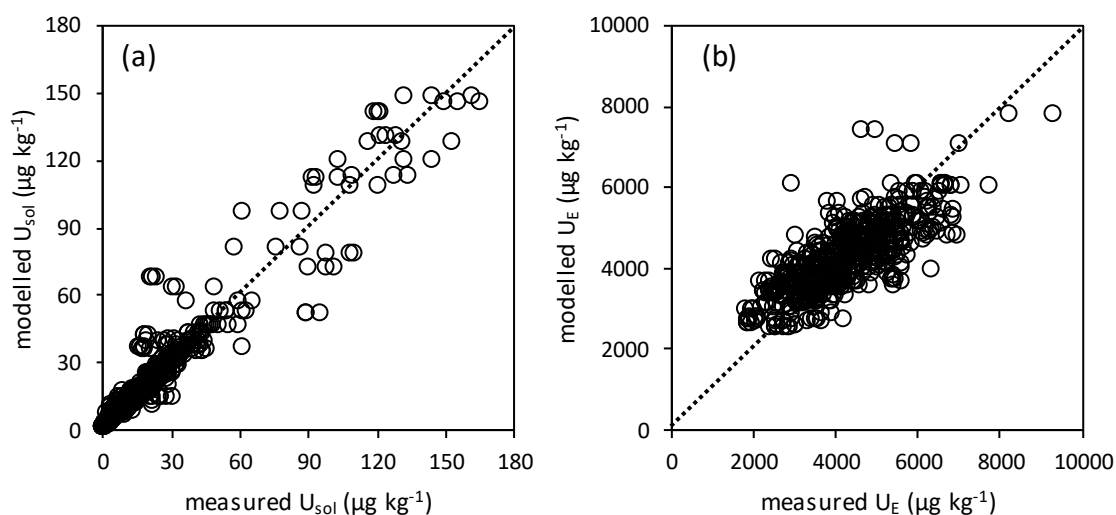 (a)
modelled U_sol (µg kg⁻¹)
180
150
120
90
60
30
0
0 30 60 90 120 150 180
measured U_sol (µg kg⁻¹)
(b)
modelled U_E (µg kg⁻¹)
10000
8000
6000
4000
2000
0
0 2000 4000 6000 8000 10000
measured U_E (µg kg⁻¹)